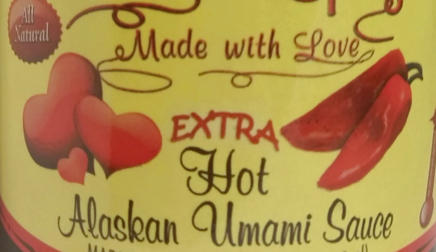 All
Natural
Made with Love
EXTRA
Hot
Alaskan Umami Sauce